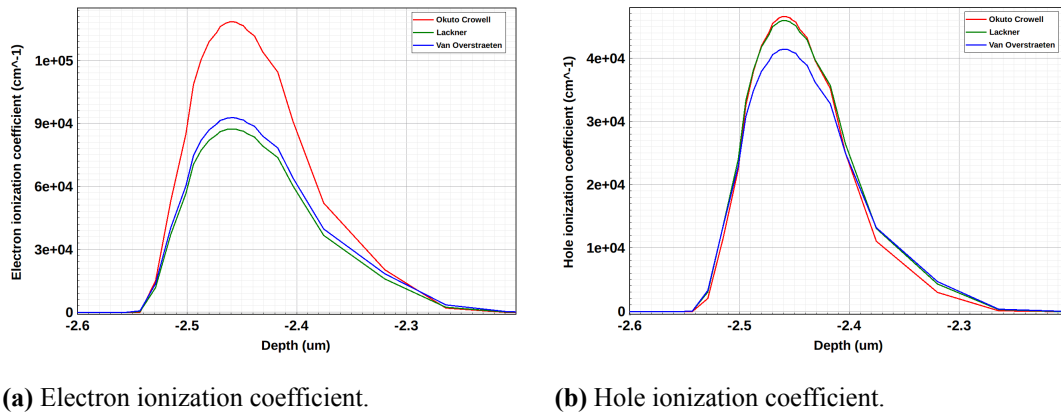 Electron ionization coefficient (cm^-1)
1e+05
9e+04
6e+04
3e+04
0
-2.6
-2.5
-2.4
-2.3
Depth (um)
Okuto Crowell
Lackner
Van Overstraeten
(a) Electron ionization coefficient.
Hole ionization coefficient (cm^-1)
4e+04
3e+04
2e+04
1e+04
0
-2.6
-2.5
-2.4
-2.3
Depth (um)
Okuto Crowell
Lackner
Van Overstraeten
(b) Hole ionization coefficient.